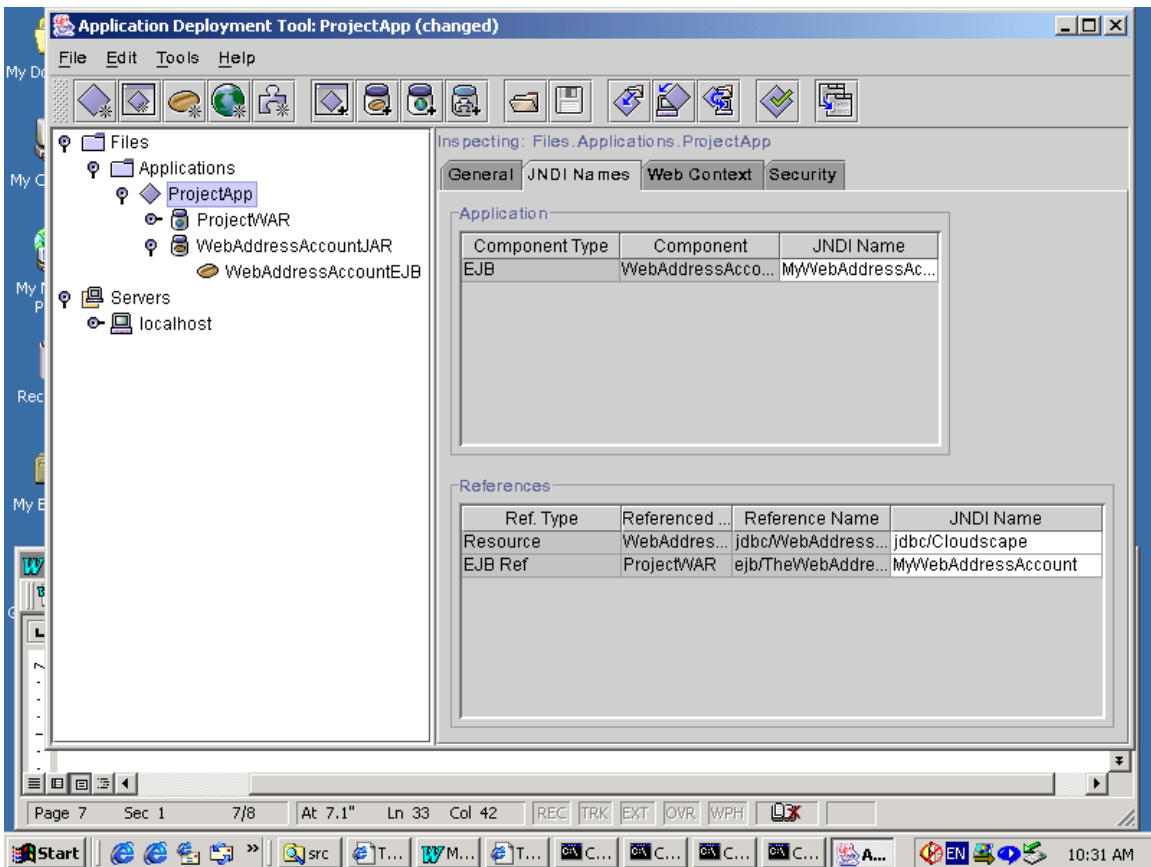 Application Deployment Tool: ProjectApp (changed)
File Edit Tools Help
My Do
My C
My N
P
Rec
My E
Files
Applications
ProjectApp
ProjectWAR
WebAddressAccountJAR
WebAddressAccountEJB
Servers
localhost
Inspecting: Files.Applications.ProjectApp
General JNDI Names Web Context Security
Application
Component Type Component JNDI Name
EJB WebAddressAcco... MyWebAddressAc...
References
Ref. Type Referenced ... Reference Name JNDI Name
Resource WebAddres... jdbc/WebAddress... jdbc/Cloudscape
EJB Ref ProjectWAR ejb/TheWebAddre... MyWebAddressAccount
Page 7 Sec 1 7/8 At 7.1" Ln 33 Col 42 REC TRK EXT OVR WPH
Start » src T... M... T... C... C... C... C... A... EN 10:31 AM